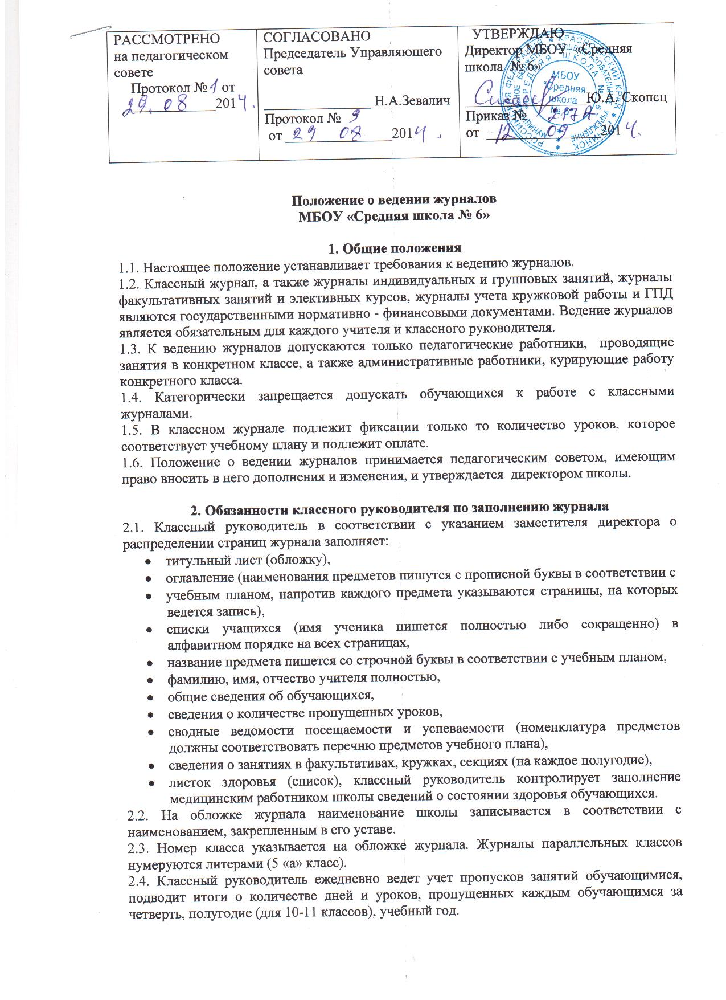 РАССМОТРЕНО
на педагогическом
совете
Протокол №1 от
29. 08 2014.
СОГЛАСОВАНО
Председатель Управляющего
совета
Н.А.Зевалич
Протокол № 9
от 29 08 2014.
УТВЕРЖДАЮ
Директор МБОУ «Средняя
школа № 6»
Ю.А. Скопец
Приказ № 217А
от 12 09 2014.
МБОУ
"Средняя
школа
№ 6"
Положение о ведении журналов
МБОУ «Средняя школа № 6»
1. Общие положения
1.1. Настоящее положение устанавливает требования к ведению журналов.
1.2. Классный журнал, а также журналы индивидуальных и групповых занятий, журналы
факультативных занятий и элективных курсов, журналы учета кружковой работы и ГПД
являются государственными нормативно - финансовыми документами. Ведение журналов
является обязательным для каждого учителя и классного руководителя.
1.3. К ведению журналов допускаются только педагогические работники, проводящие
занятия в конкретном классе, а также административные работники, курирующие работу
конкретного класса.
1.4. Категорически запрещается допускать обучающихся к работе с классными
журналами.
1.5. В классном журнале подлежит фиксации только то количество уроков, которое
соответствует учебному плану и подлежит оплате.
1.6. Положение о ведении журналов принимается педагогическим советом, имеющим
право вносить в него дополнения и изменения, и утверждается директором школы.
2. Обязанности классного руководителя по заполнению журнала
2.1. Классный руководитель в соответствии с указанием заместителя директора о
распределении страниц журнала заполняет:
• титульный лист (обложку),
• оглавление (наименования предметов пишутся с прописной буквы в соответствии с
• учебным планом, напротив каждого предмета указываются страницы, на которых
ведется запись),
• списки учащихся (имя ученика пишется полностью либо сокращенно) в
алфавитном порядке на всех страницах,
• название предмета пишется со строчной буквы в соответствии с учебным планом,
• фамилию, имя, отчество учителя полностью,
• общие сведения об обучающихся,
• сведения о количестве пропущенных уроков,
• сводные ведомости посещаемости и успеваемости (номенклатура предметов
должны соответствовать перечню предметов учебного плана),
• сведения о занятиях в факультативах, кружках, секциях (на каждое полугодие),
• листок здоровья (список), классный руководитель контролирует заполнение
медицинским работником школы сведений о состоянии здоровья обучающихся.
2.2. На обложке журнала наименование школы записывается в соответствии с
наименованием, закрепленным в его уставе.
2.3. Номер класса указывается на обложке журнала. Журналы параллельных классов
нумеруются литерами (5 «а» класс).
2.4. Классный руководитель ежедневно ведет учет пропусков занятий обучающимися,
подводит итоги о количестве дней и уроков, пропущенных каждым обучающимся за
четверть, полугодие (для 10-11 классов), учебный год.